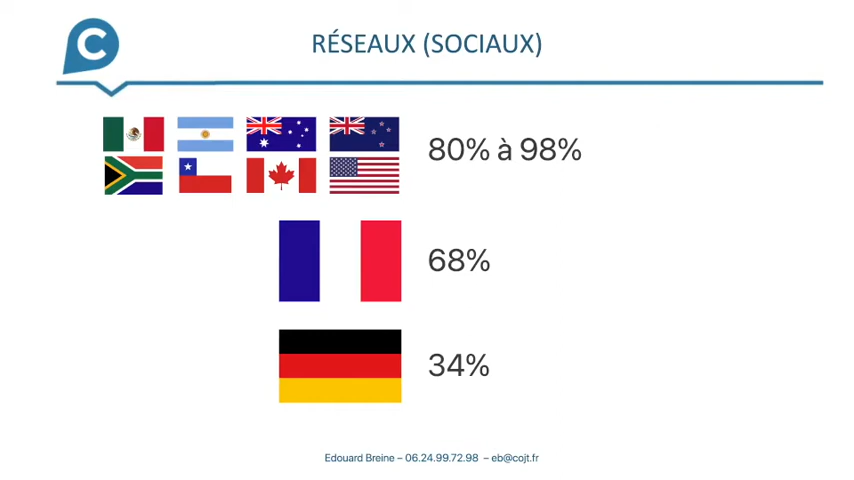 C
RÉSEAUX (SOCIAUX)
80% à 98%
68%
34%
Edouard Breine – 06.24.99.72.98 – eb@cojt.fr